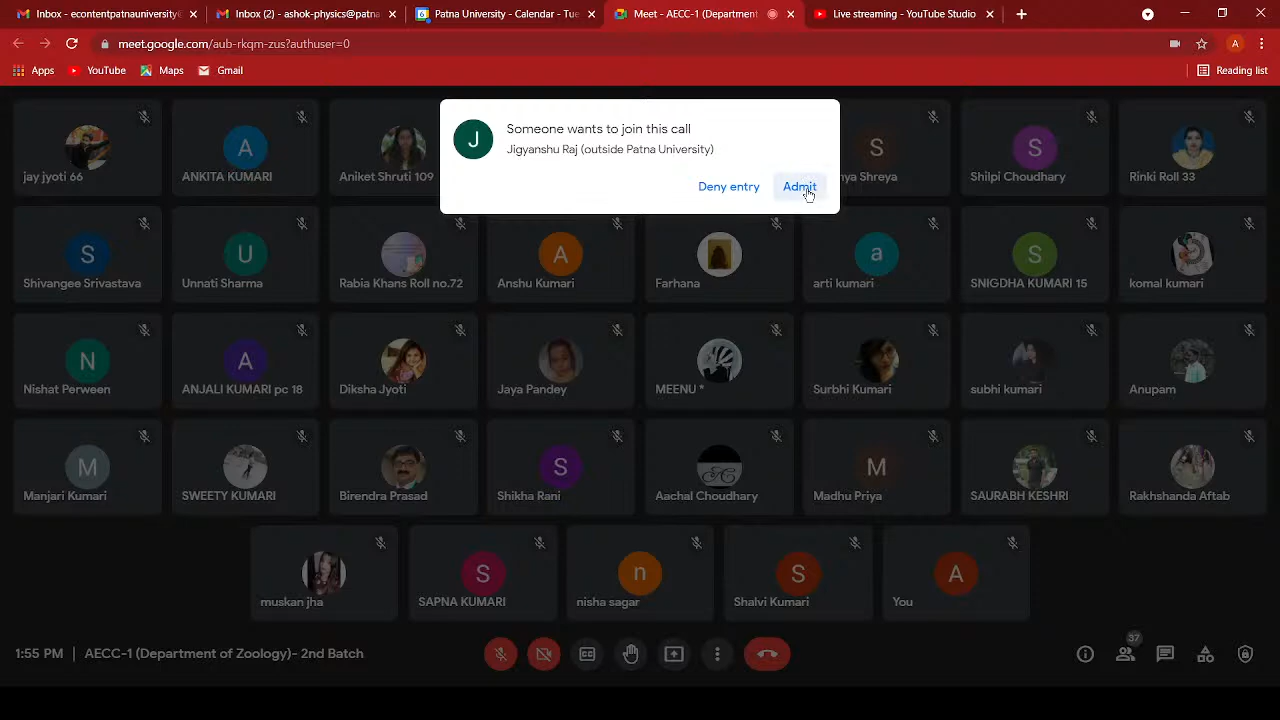 Inbox - econtentpatnauniversity@
Inbox (2) - ashok-physics@patna
Patna University - Calendar - Tue
Meet - AECC-1 (Department
Live streaming - YouTube Studio
meet.google.com/aub-rkqm-zus?authuser=0
A
Apps
YouTube
Maps
Gmail
Reading list
Someone wants to join this call
J
Jigyanshu Raj (outside Patna University)
Deny entry
Admit
jay jyoti 66
A
ANKITA KUMARI
Aniket Shruti 109
S
Shreya
S
Shilpi Choudhary
Rinki Roll 33
S
Shivangee Srivastava
U
Unnati Sharma
Rabia Khans Roll no.72
A
Anshu Kumari
Farhana
a
arti kumari
S
SNIGDHA KUMARI 15
komal kumari
N
Nishat Perween
A
ANJALI KUMARI pc 18
Diksha Jyoti
Jaya Pandey
MEENU *
Surbhi Kumari
subhi kumari
Anupam
M
Manjari Kumari
SWEETY KUMARI
Birendra Prasad
S
Shikha Rani
Aachal Choudhary
M
Madhu Priya
SAURABH KESHRI
Rakhshanda Aftab
muskan jha
S
SAPNA KUMARI
n
nisha sagar
S
Shalvi Kumari
A
You
1:55 PM | AECC-1 (Department of Zoology)- 2nd Batch
37